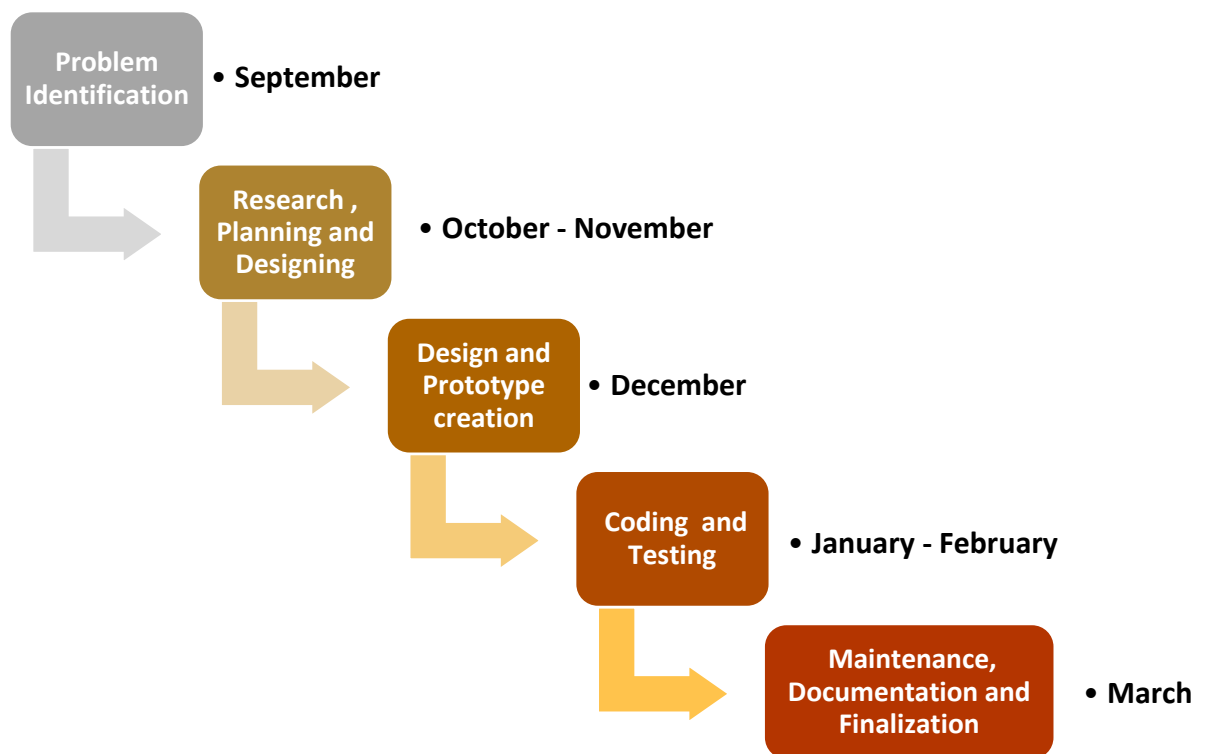 Problem
Identification
• September
Research ,
Planning and
Designing
• October - November
Design and
Prototype
creation
• December
Coding  and
Testing
• January - February
Maintenance,
Documentation and
Finalization
• March